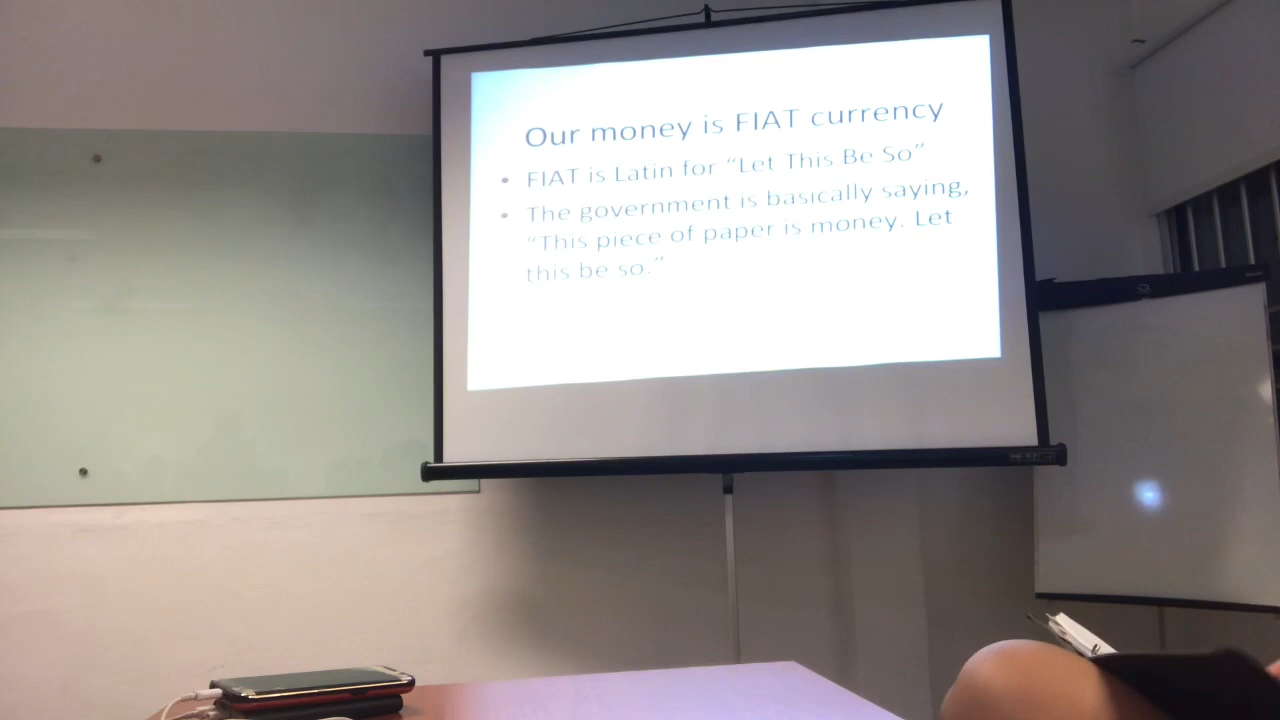 Our money is FIAT currency
• FIAT is Latin for “Let This Be So”
• The government is basically saying,
“This piece of paper is money. Let
this be so.”